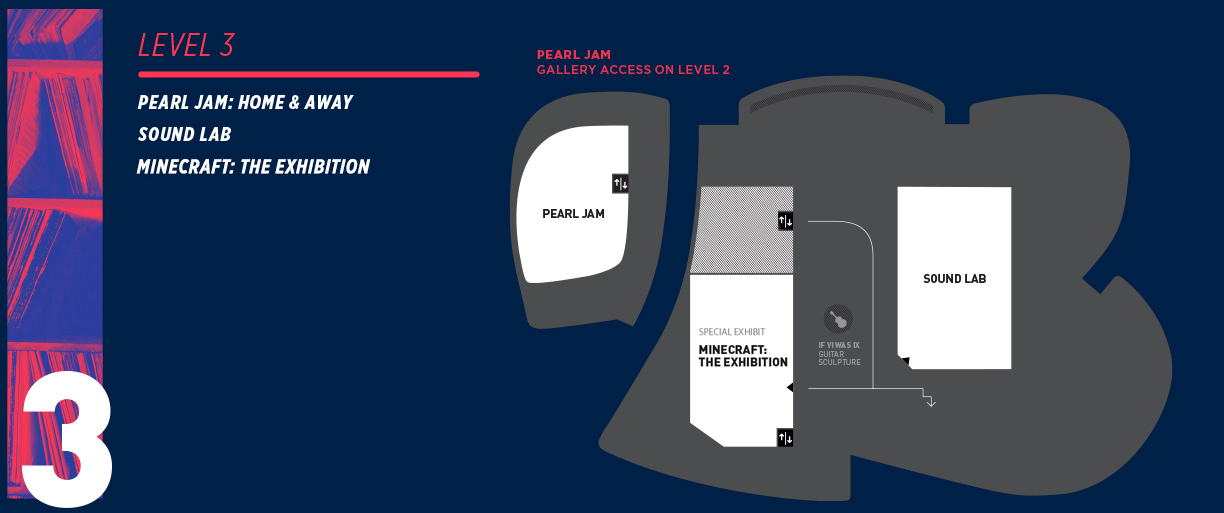 LEVEL 3
PEARL JAM: HOME & AWAY
SOUND LAB
MINECRAFT: THE EXHIBITION
3
PEARL JAM
GALLERY ACCESS ON LEVEL 2
PEARL JAM
SOUND LAB
SPECIAL EXHIBIT
MINECRAFT:
THE EXHIBITION
IF VI WAS IX
GUITAR
SCULPTURE